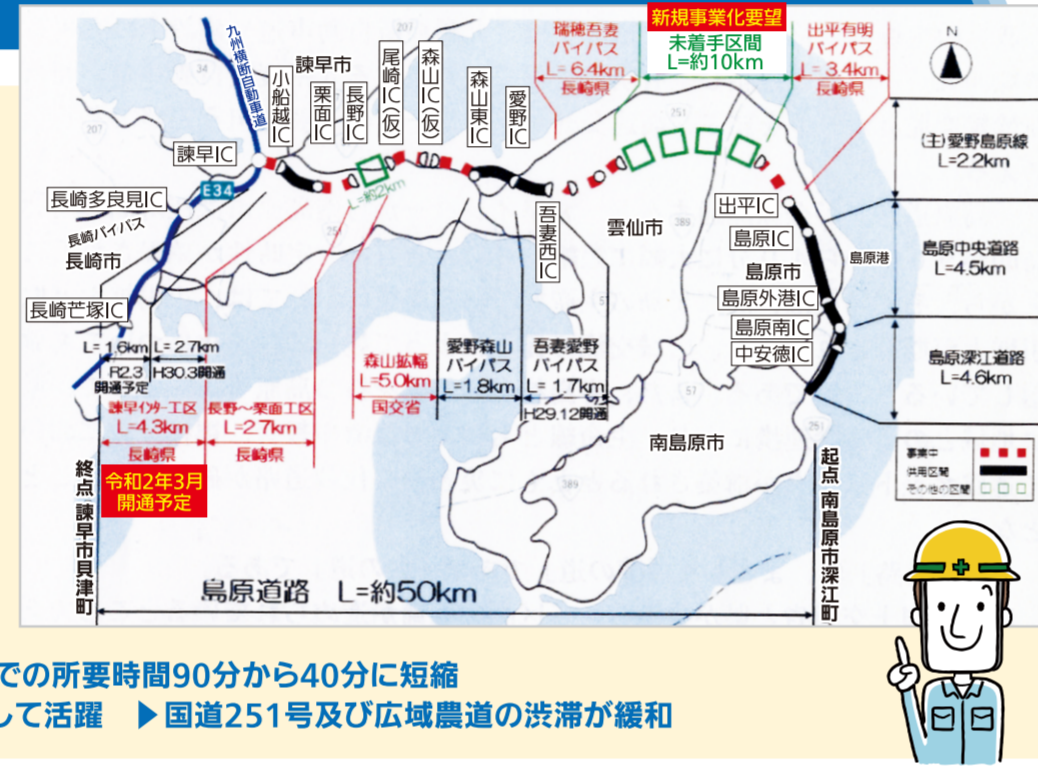 新規事業化要望
瑞穂吾妻
バイパス
L=6.4km
長崎県
未着手区間
L=約10km
出平有明
バイパス
L=3.4km
長崎県
N
九州横断自動車道
諫早市
小船越IC
栗面IC
長野IC
尾崎IC(仮)
森山IC(仮)
森山東IC
愛野IC
吾妻西IC
207
34
207
251
251
389
57
57
251
389
諫早IC
E34
長崎多良見IC
長崎バイパス
長崎市
長崎芒塚IC
L=約2km
雲仙市
出平IC
島原IC
島原市
島原港
島原外港IC
島原南IC
中安徳IC
南島原市
(主)愛野島原線
L=2.2km
島原中央道路
L=4.5km
島原深江道路
L=4.6km
L=1.6km
R2.3
開通予定
L=2.7km
H30.3開通
諫早インター工区
L=4.3km
長崎県
長野~栗面工区
L=2.7km
長崎県
令和2年3月
開通予定
森山拡幅
L=5.0km
国交省
愛野森山
バイパス
L=1.8km
吾妻愛野
バイパス
L=1.7km
H29.12開通
事業中
供用区間
その他の区間
終点 諫早市貝津町
起点 南島原市深江町
島原道路 L=約50km
での所要時間90分から40分に短縮
して活躍 ▶国道251号及び広域農道の渋滞が緩和